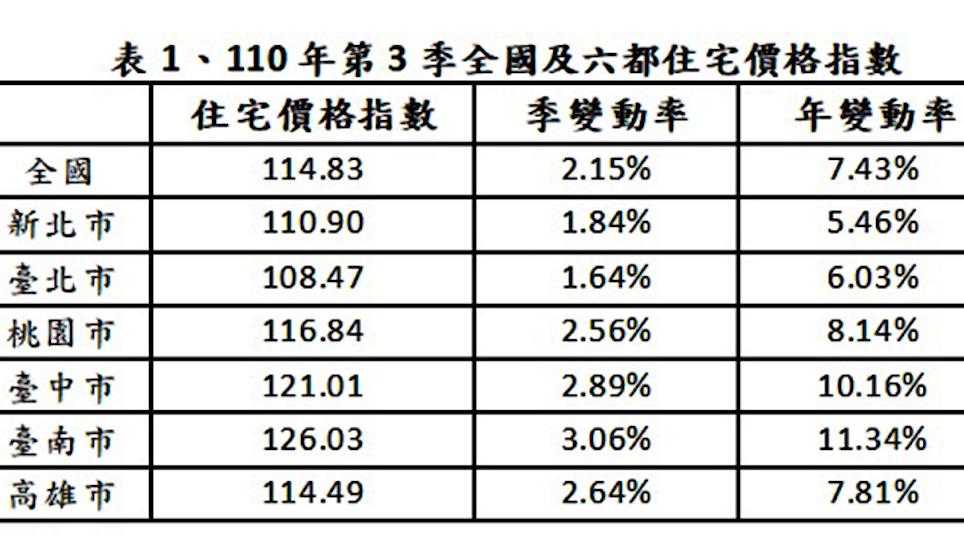 表 1、110 年第 3 季全國及六都住宅價格指數
住宅價格指數 季變動率 年變動率
全國 114.83 2.15% 7.43%
新北市 110.90 1.84% 5.46%
臺北市 108.47 1.64% 6.03%
桃園市 116.84 2.56% 8.14%
臺中市 121.01 2.89% 10.16%
臺南市 126.03 3.06% 11.34%
高雄市 114.49 2.64% 7.81%